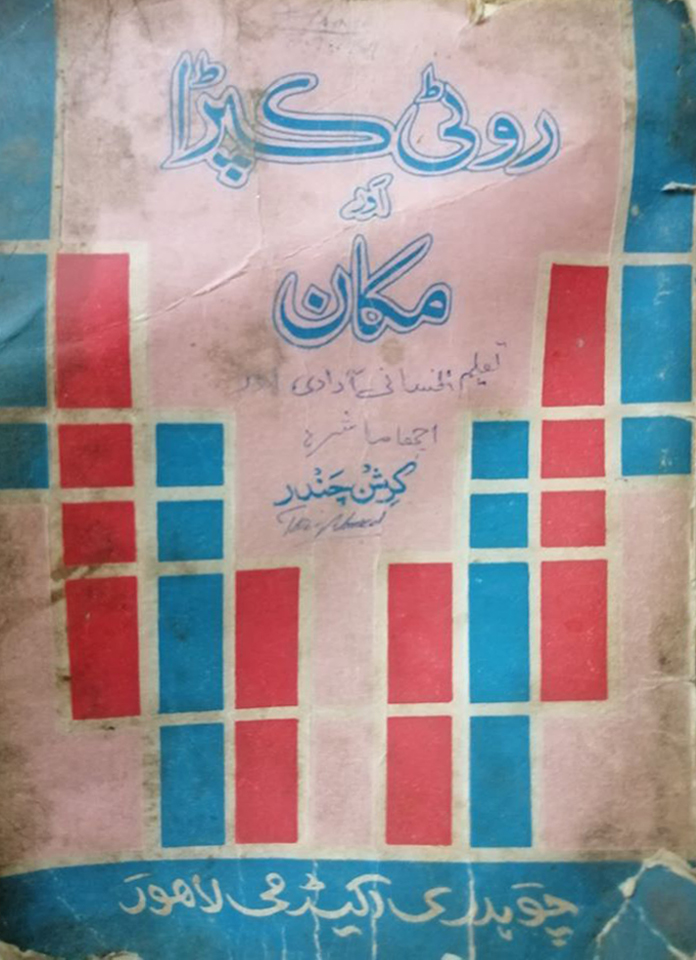 روٹی کپڑا
اور
مکان
تعلیم انسانی آزادی اور
اچھا معاشرہ
کرشن چندر
چوہدری اکیڈمی لاہور